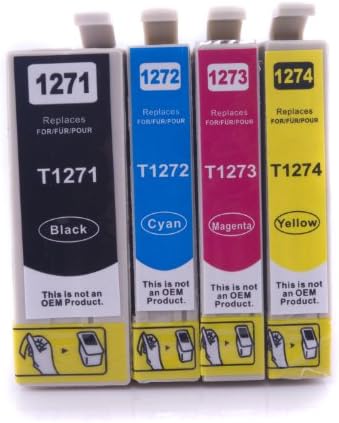 1271
Replaces
FOR/FÜR/POUR
T1271
Black
This is not an
OEM Product.
1272
Replaces
FOR/FÜR/POUR
T1272
Cyan
This is not an
OEM Product.
1273
Replaces
FOR/FÜR/POUR
T1273
Magenta
This is not an
OEM Product.
1274
Replaces
FOR/FÜR/POUR
T1274
Yellow
This is not an
OEM Product.